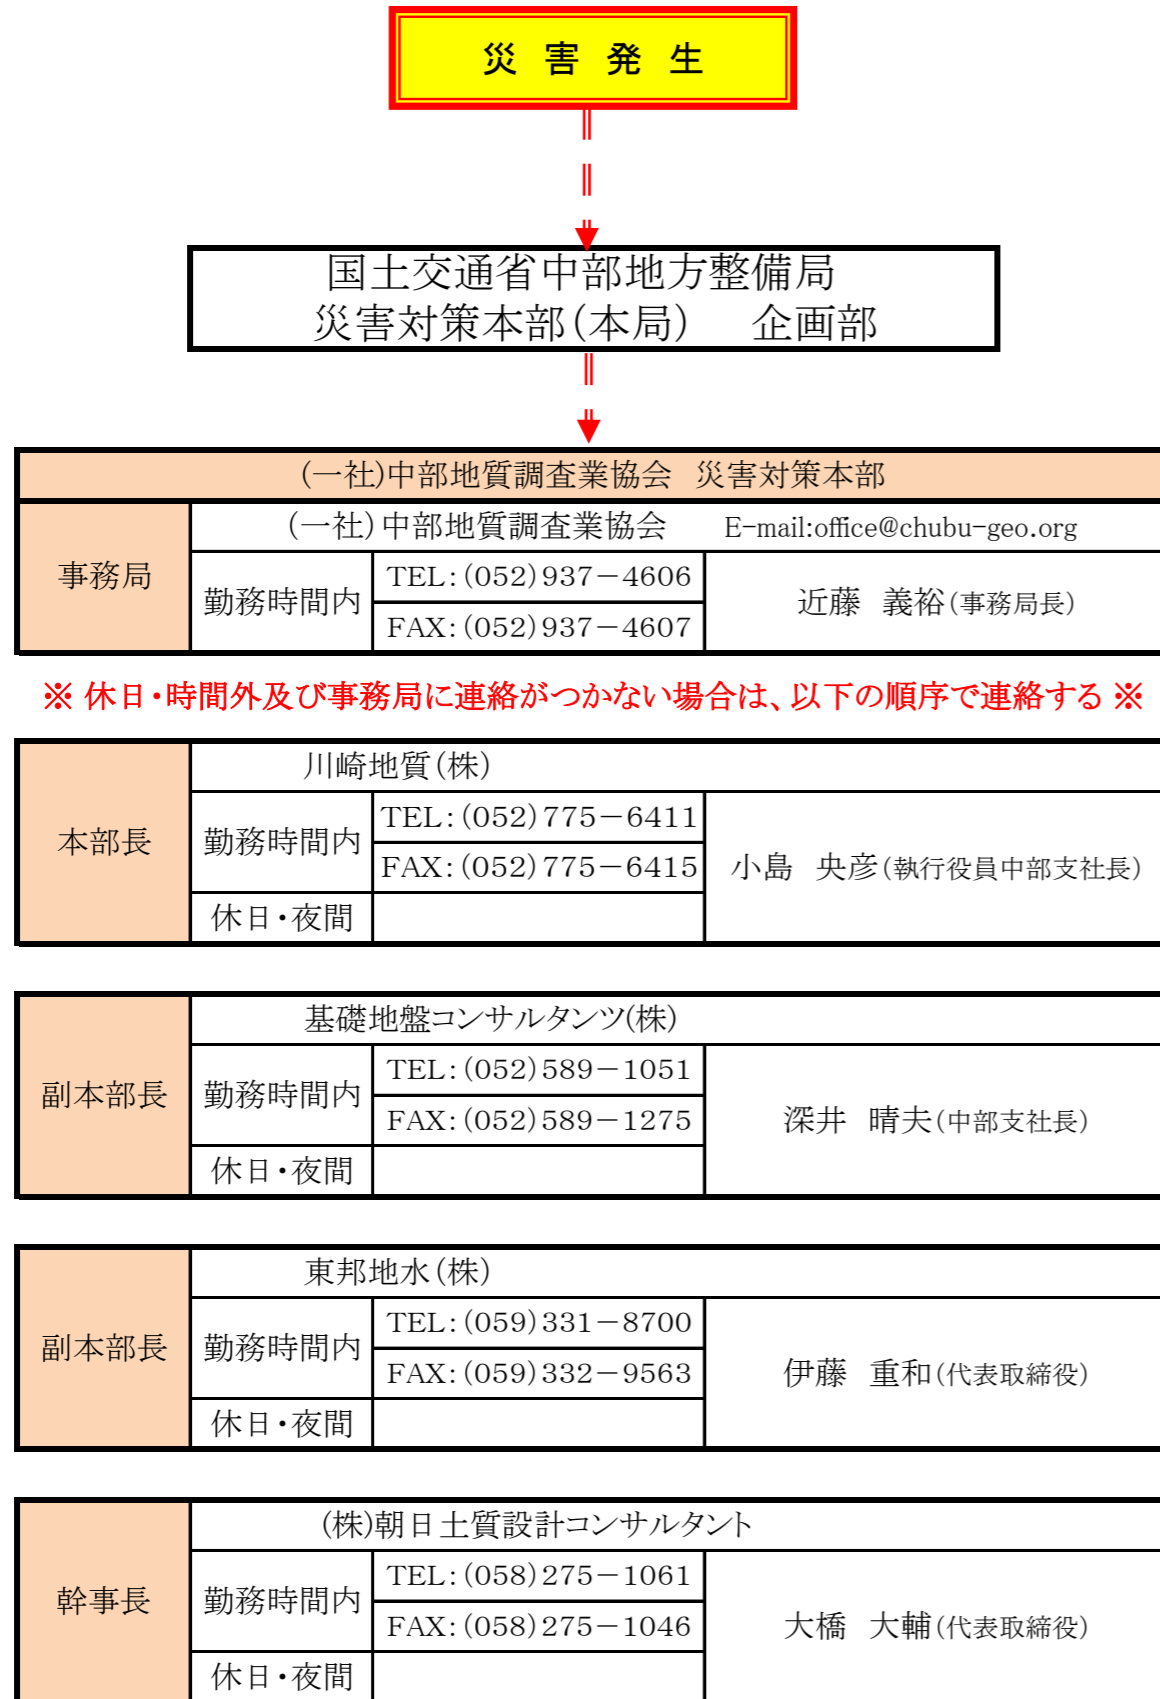 災 害 発 生
国土交通省中部地方整備局
災害対策本部(本局)　企画部
(一社)中部地質調査業協会　災害対策本部
事務局
(一社)中部地質調査業協会　E-mail:office@chubu-geo.org
勤務時間内
TEL:(052)937－4606
FAX:(052)937－4607
近藤　義裕(事務局長)
※ 休日・時間外及び事務局に連絡がつかない場合は、以下の順序で連絡する ※
本部長
川崎地質(株)
勤務時間内
TEL:(052)775－6411
FAX:(052)775－6415
小島　央彦(執行役員中部支社長)
休日・夜間
副本部長
基礎地盤コンサルタンツ(株)
勤務時間内
TEL:(052)589－1051
FAX:(052)589－1275
深井　晴夫(中部支社長)
休日・夜間
副本部長
東邦地水(株)
勤務時間内
TEL:(059)331－8700
FAX:(059)332－9563
伊藤　重和(代表取締役)
休日・夜間
幹事長
(株)朝日土質設計コンサルタント
勤務時間内
TEL:(058)275－1061
FAX:(058)275－1046
大橋　大輔(代表取締役)
休日・夜間